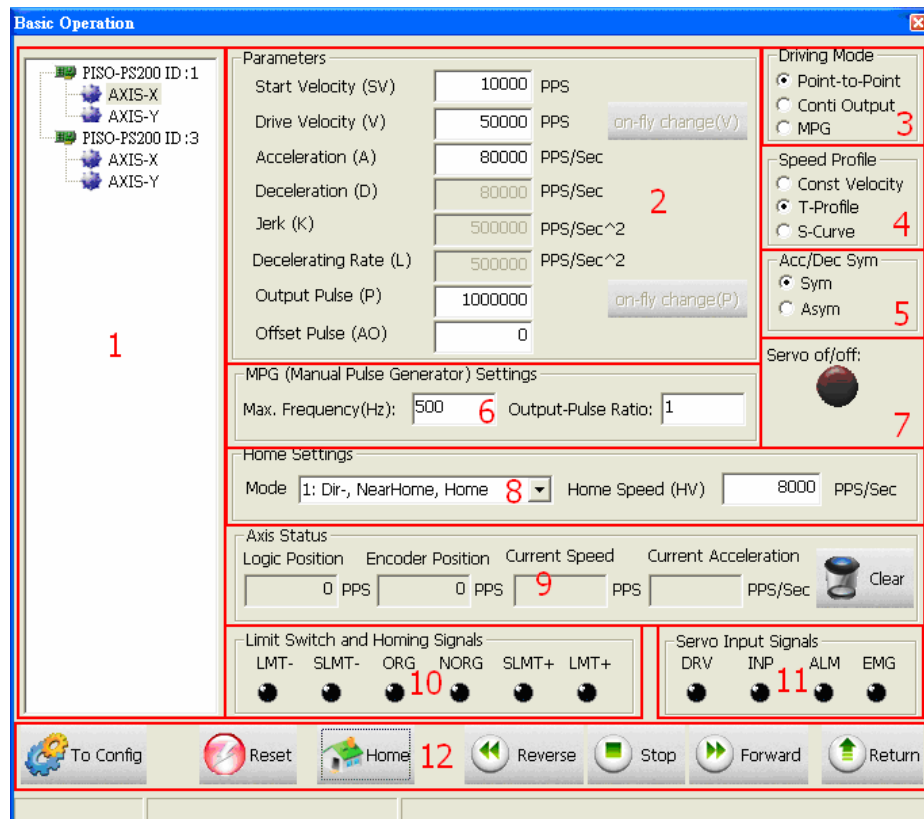 Basic Operation
PISO-PS200 ID :1
AXIS-X
AXIS-Y
PISO-PS200 ID :3
AXIS-X
AXIS-Y
1
Parameters
Start Velocity (SV) 10000 PPS
Drive Velocity (V) 50000 PPS on-fly change(V)
Acceleration (A) 80000 PPS/Sec
Deceleration (D) 80000 PPS/Sec
2
Jerk (K) 500000 PPS/Sec^2
Decelerating Rate (L) 500000 PPS/Sec^2
Output Pulse (P) 1000000 on-fly change(P)
Offset Pulse (AO) 0
Driving Mode
Point-to-Point
Conti Output
MPG
3
Speed Profile
Const Velocity
T-Profile
S-Curve
4
Acc/Dec Sym
Sym
Asym
5
MPG (Manual Pulse Generator) Settings
Max. Frequency(Hz): 500 6 Output-Pulse Ratio: 1
Servo of/off:
7
Home Settings
Mode 1: Dir-, NearHome, Home 8 Home Speed (HV) 8000 PPS/Sec
Axis Status
Logic Position Encoder Position Current Speed Current Acceleration
0 PPS 0 PPS 9 PPS PPS/Sec Clear
Limit Switch and Homing Signals
LMT- SLMT- ORG NORG SLMT+ LMT+
10
Servo Input Signals
DRV INP ALM EMG
11
To Config Reset Home 12 Reverse Stop Forward Return